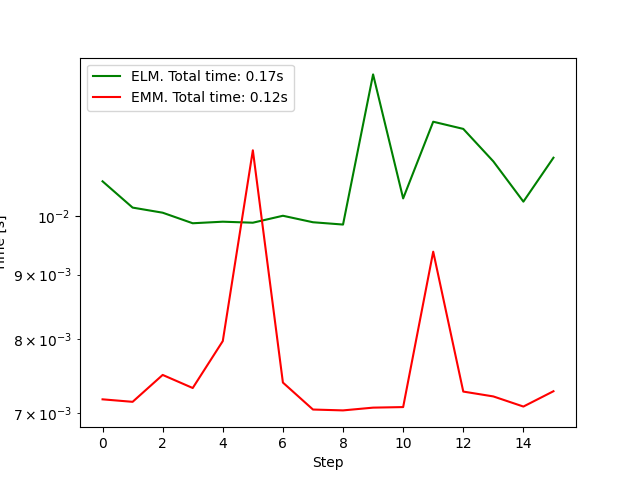 ELM. Total time: 0.17s
EMM. Total time: 0.12s
10⁻²
9 × 10⁻³
8 × 10⁻³
7 × 10⁻³
0 2 4 6 8 10 12 14
Step